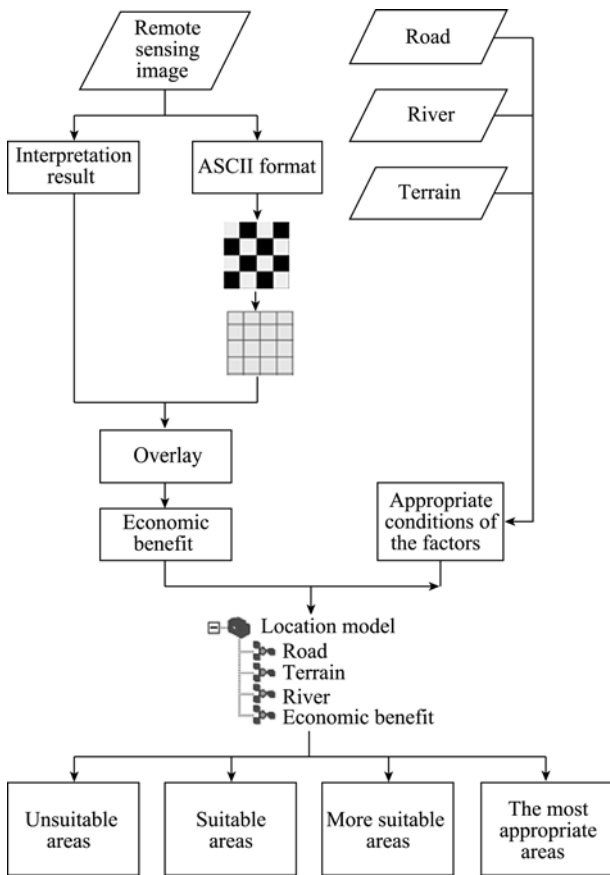 Remote
sensing
image
Road
River
Terrain
Interpretation
result
ASCII format
Overlay
Economic
benefit
Appropriate
conditions of
the factors
Location model
Road
Terrain
River
Economic benefit
Unsuitable
areas
Suitable
areas
More suitable
areas
The most
appropriate
areas